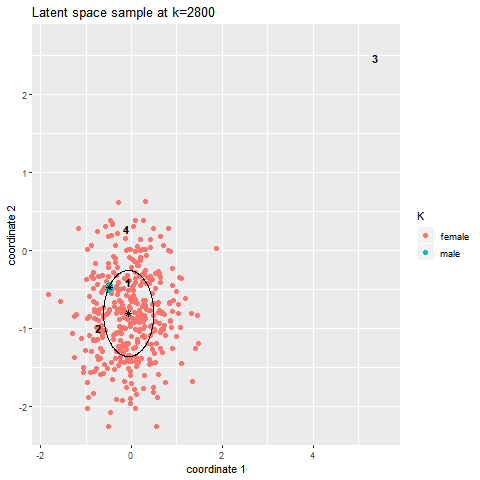 Latent space sample at k=2800
3
2
1
4
0
1
-1
2
-2
-2
0
2
4
coordinate 1
coordinate 2
K
female
male